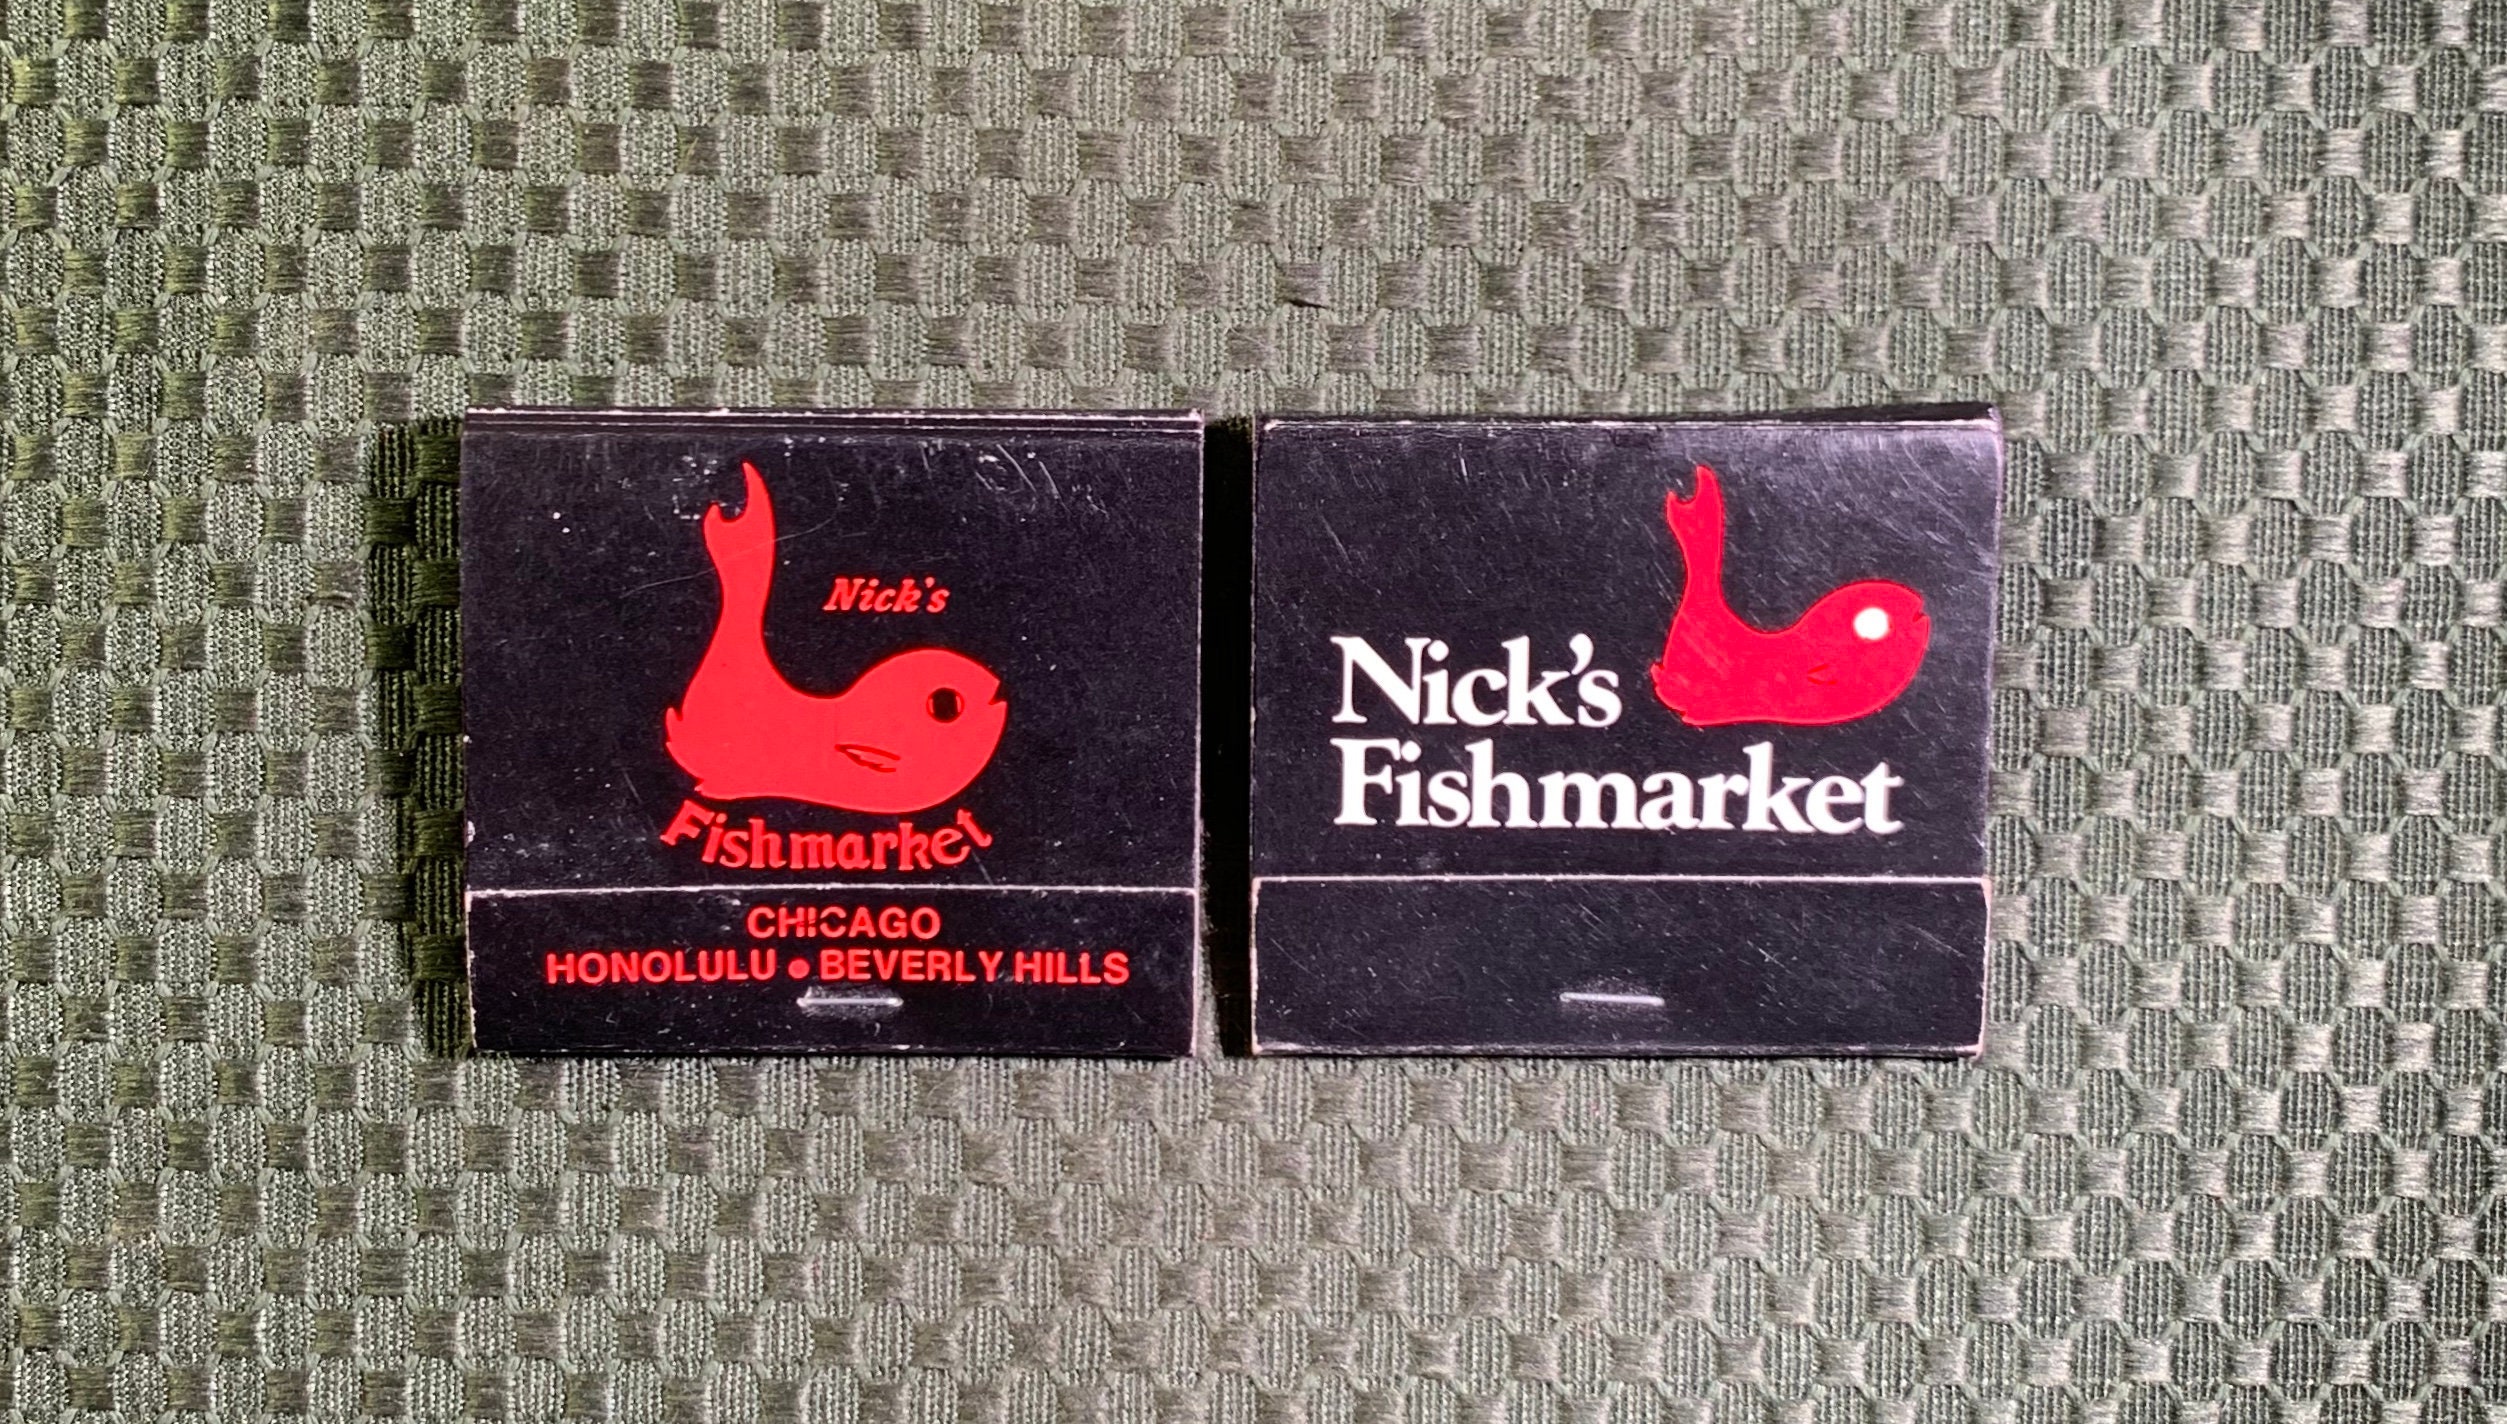 Nick's
Fishmarket
CHICAGO
HONOLULU • BEVERLY HILLS
Nick's
Fishmarket